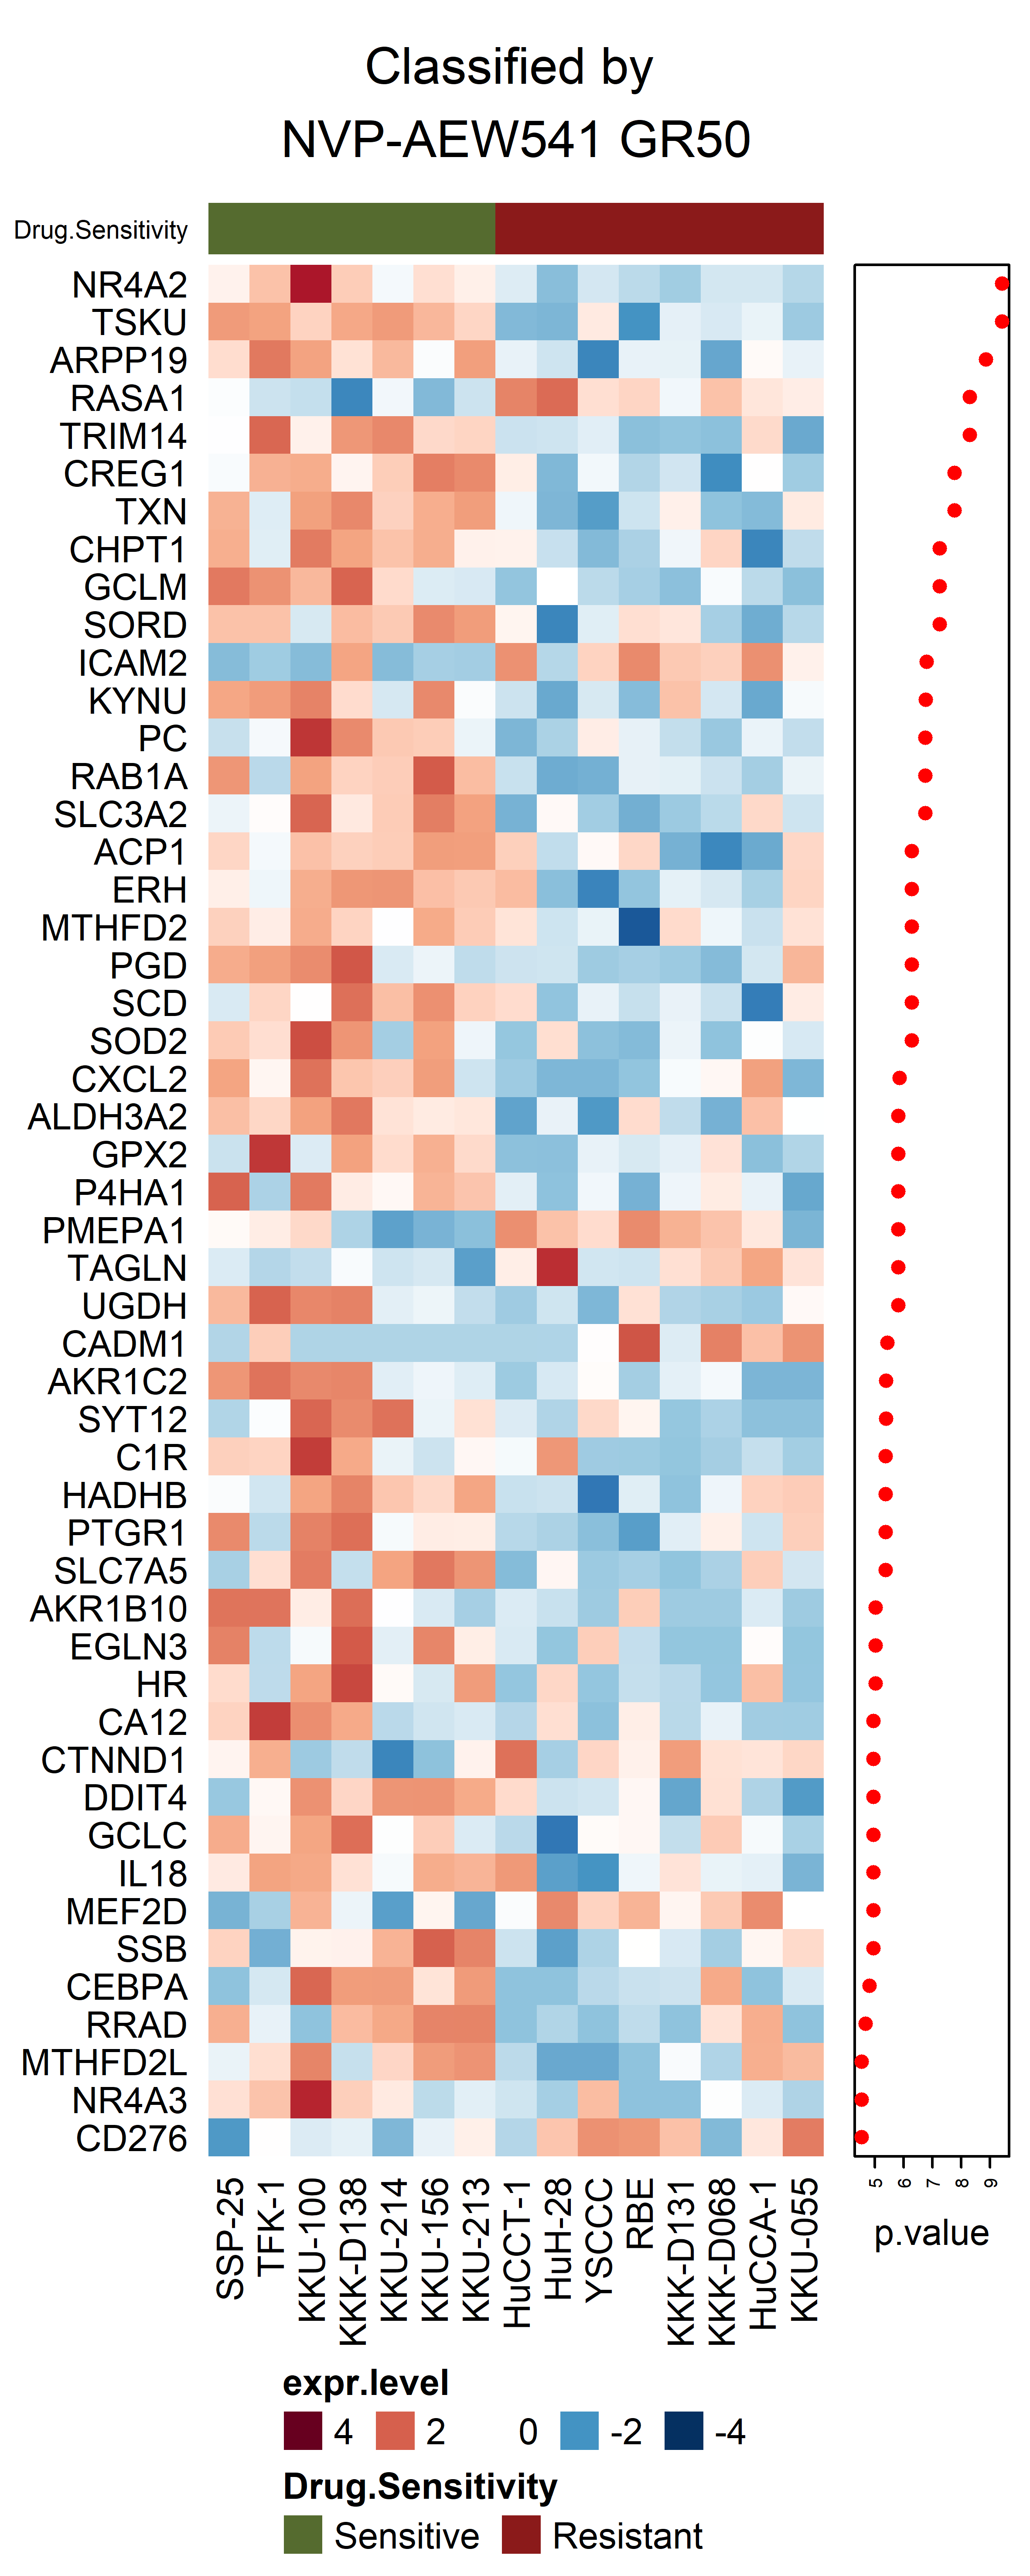 Classified by
NVP-AEW541 GR50
Drug.Sensitivity
NR4A2
TSKU
ARPP19
RASA1
TRIM14
CREG1
TXN
CHPT1
GCLM
SORD
ICAM2
KYNU
PC
RAB1A
SLC3A2
ACP1
ERH
MTHFD2
PGD
SCD
SOD2
CXCL2
ALDH3A2
GPX2
P4HA1
PMEPA1
TAGLN
UGDH
CADM1
AKR1C2
SYT12
C1R
HADHB
PTGR1
SLC7A5
AKR1B10
EGLN3
HR
CA12
CTNND1
DDIT4
GCLC
IL18
MEF2D
SSB
CEBPA
RRAD
MTHFD2L
NR4A3
CD276
SSP-25 TFK-1 KKU-100 KKK-D138 KKU-214 KKU-156 KKU-213 HuCCT-1 HuH-28 YSCCC RBE KKK-D131 KKK-D068 HuCCA-1 KKU-055
5 6 7 8 9
p.value
expr.level
4 2 0 -2 -4
Drug.Sensitivity
Sensitive Resistant